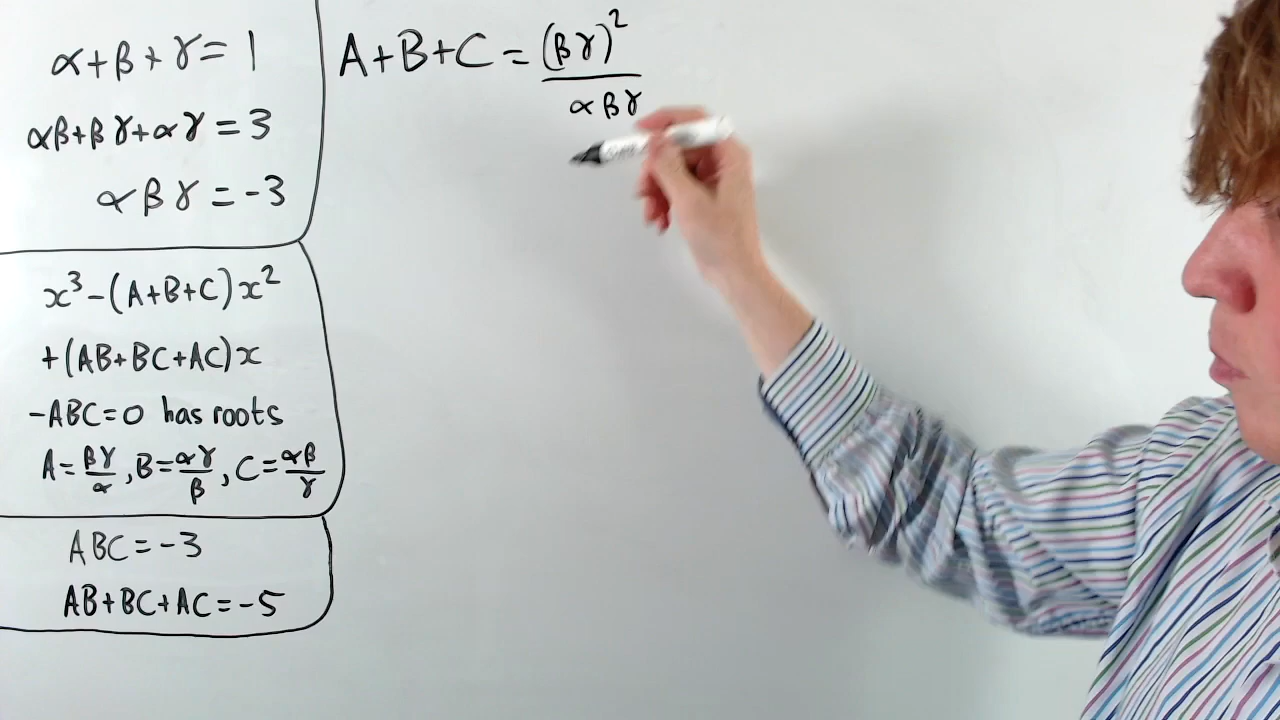 α+β+γ=1
αβ+βγ+αγ=3
αβγ=-3
x³-(A+B+C)x²
+(AB+BC+AC)x
-ABC=0 has roots
A=βγ/α, B=αγ/β, C=αβ/γ
ABC=-3
AB+BC+AC=-5
A+B+C=(βγ)²/αβγ